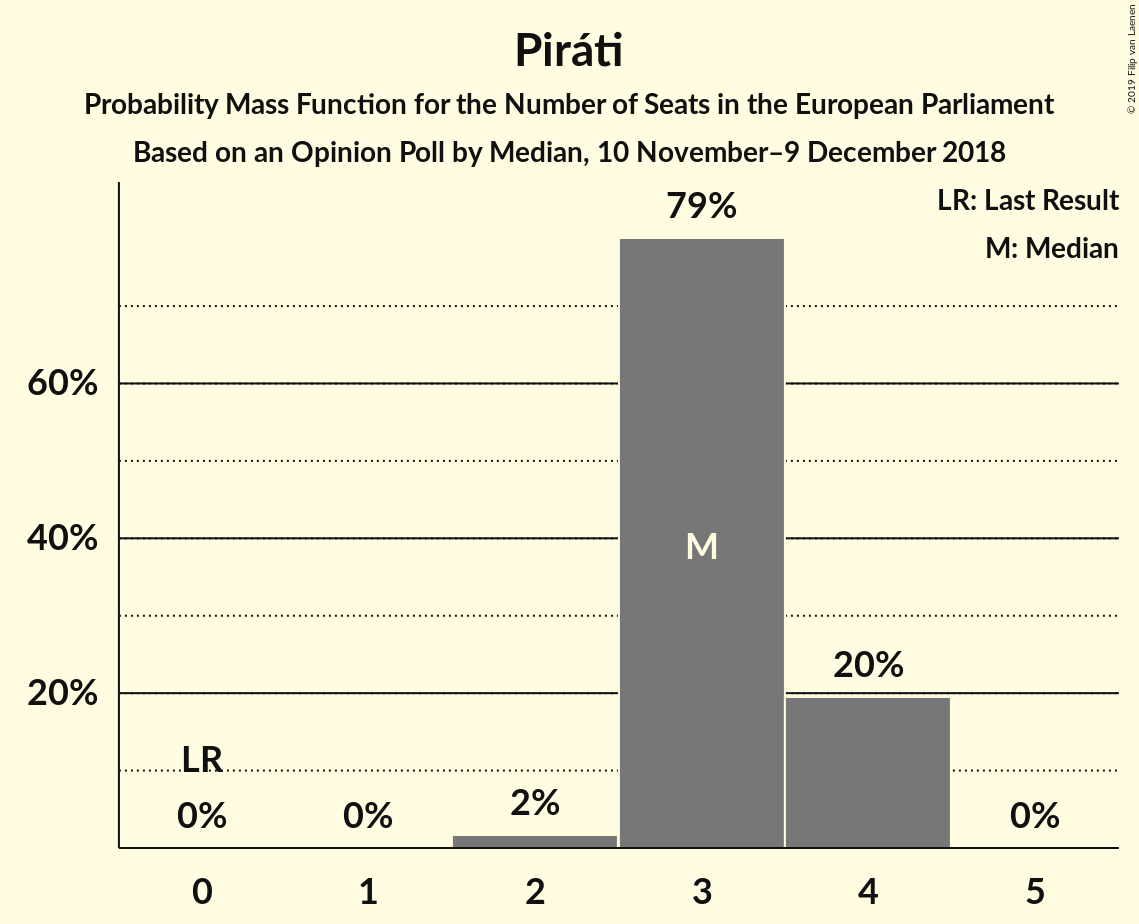 Piráti
Probability Mass Function for the Number of Seats in the European Parliament
Based on an Opinion Poll by Median, 10 November–9 December 2018
© 2019 Filip van Laenen
LR: Last Result
M: Median
79%
60%
40%
M
20%
20%
LR
0%
0%
2%
0%
0
1
2
3
4
5